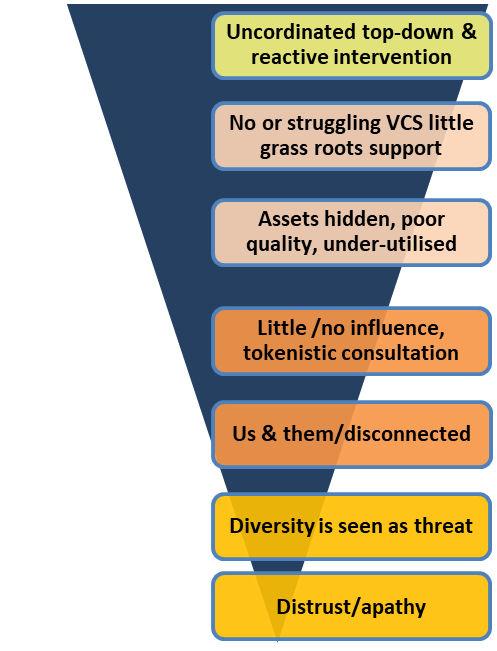 Uncordinated top-down &
reactive intervention
No or struggling VCS little
grass roots support
Assets hidden, poor
quality, under-utilised
Little /no influence,
tokenistic consultation
Us & them/disconnected
Diversity is seen as threat
Distrust/apathy